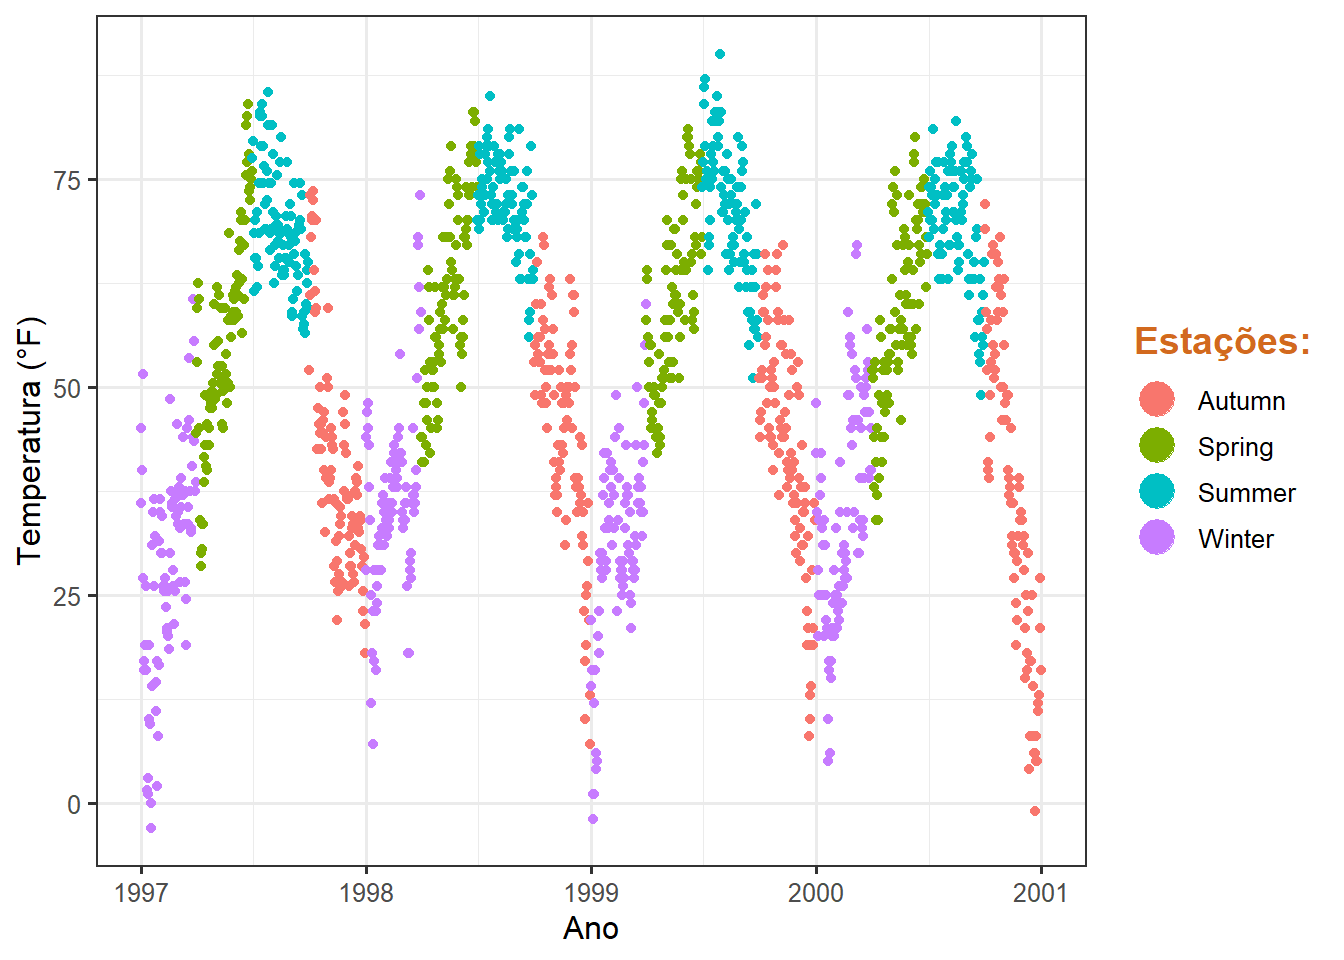 Temperatura (°F)
75
50
25
0
1997 1998 1999 2000 2001
Ano
Estações:
Autumn
Spring
Summer
Winter